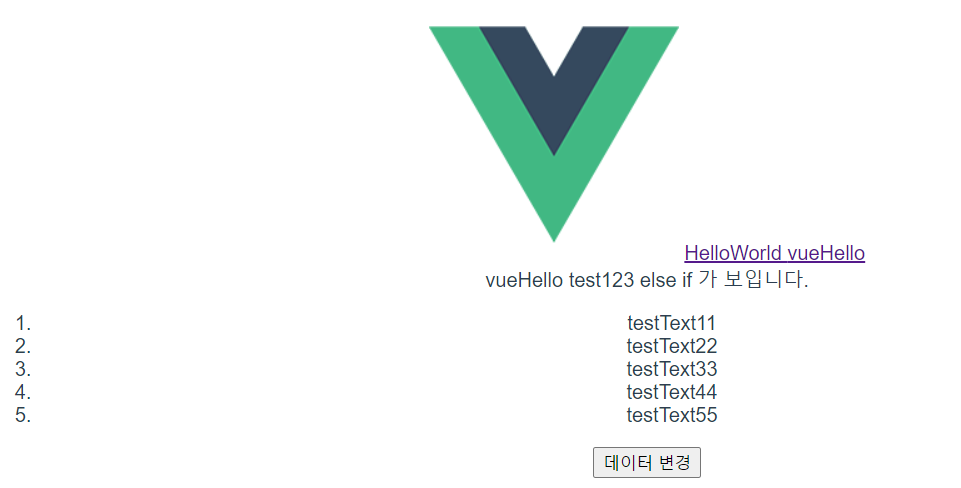 HelloWorld vueHello
vueHello test123 else if 가 보입니다.
1. testText11
2. testText22
3. testText33
4. testText44
5. testText55
데이터 변경